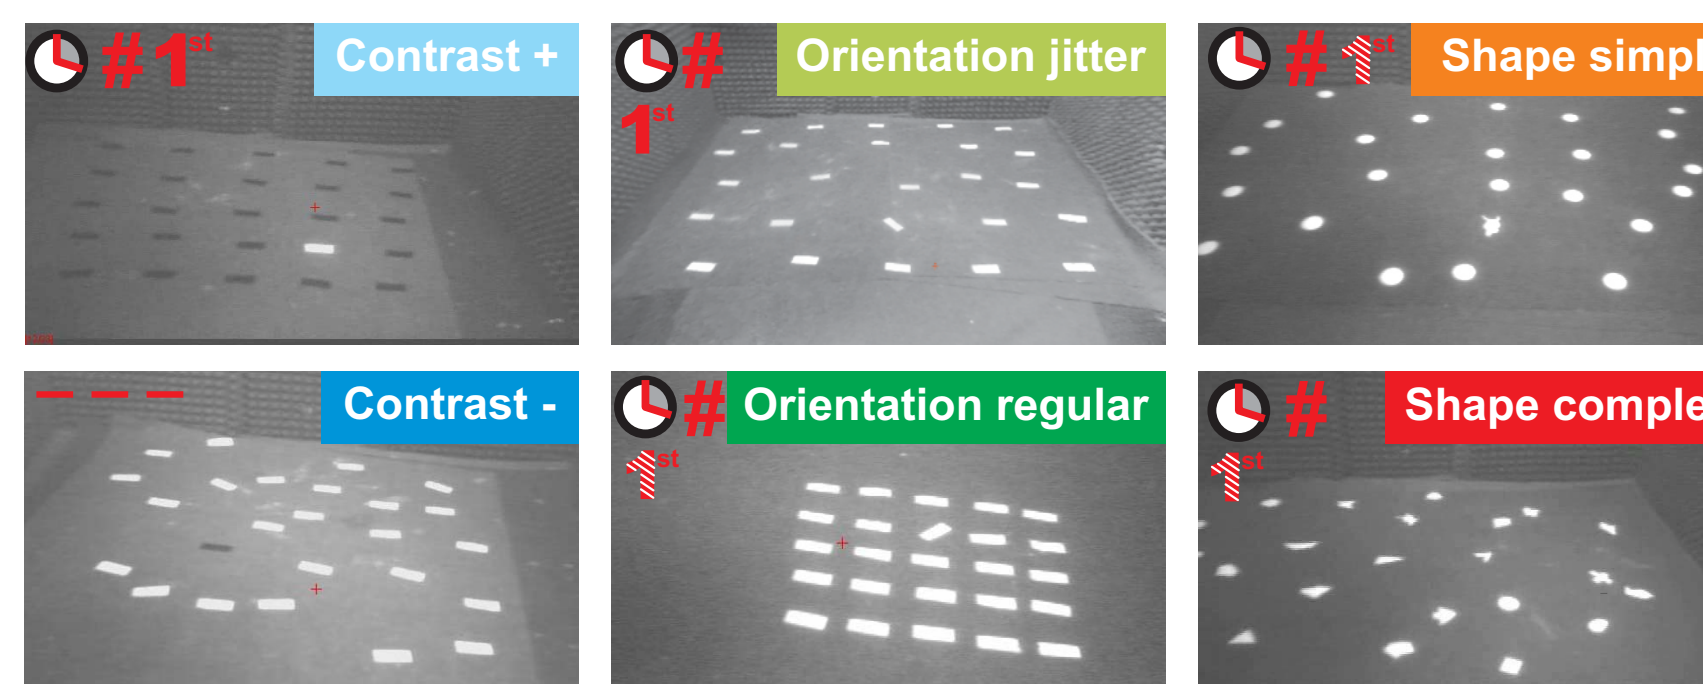 # 1st
Contrast +
#
Orientation jitter
1st
# 1st
Shape simpl
Contrast -
#
Orientation regular
1st
#
Shape comple
1st